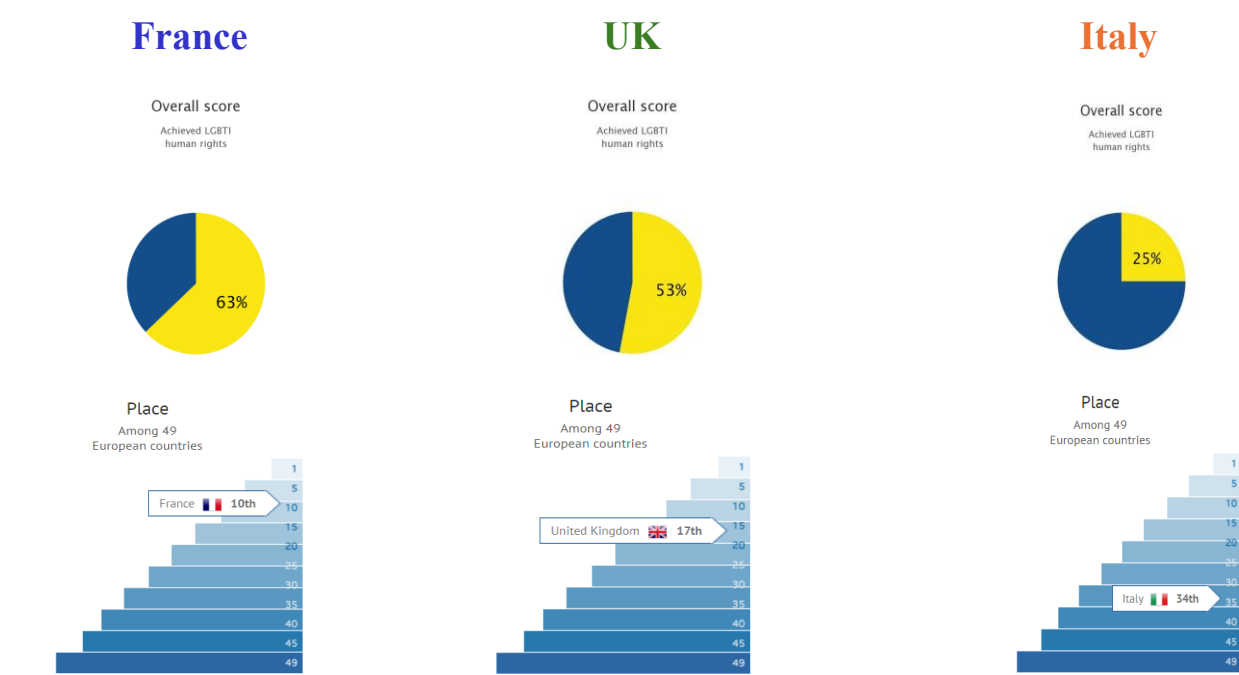 France
Overall score
Achieved LGBTI
human rights
63%
Place
Among 49
European countries
1
5
France 10th
10
15
20
25
30
35
40
45
49
UK
Overall score
Achieved LGBTI
human rights
53%
Place
Among 49
European countries
1
5
10
United Kingdom 17th
15
20
25
30
35
40
45
49
Italy
Overall score
Achieved LGBTI
human rights
25%
Place
Among 49
European countries
1
5
10
15
20
25
30
Italy 34th
35
40
45
49